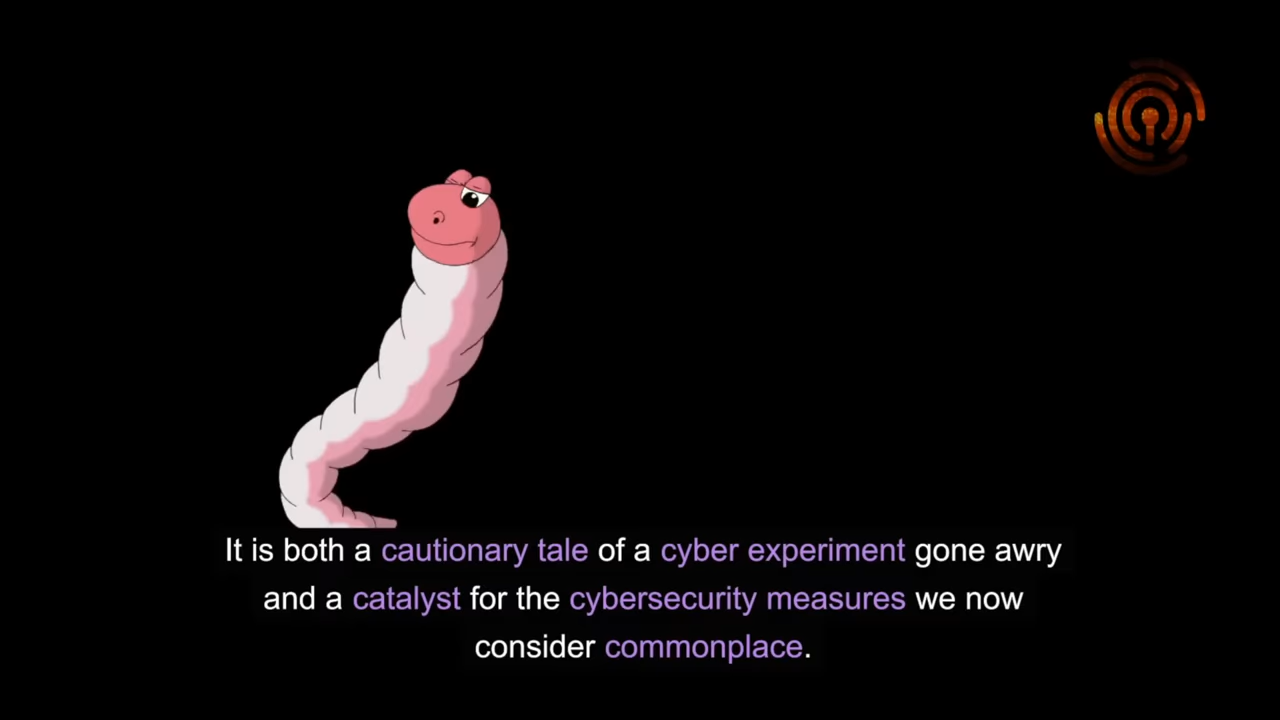 It is both a cautionary tale of a cyber experiment gone awry
and a catalyst for the cybersecurity measures we now
consider commonplace.